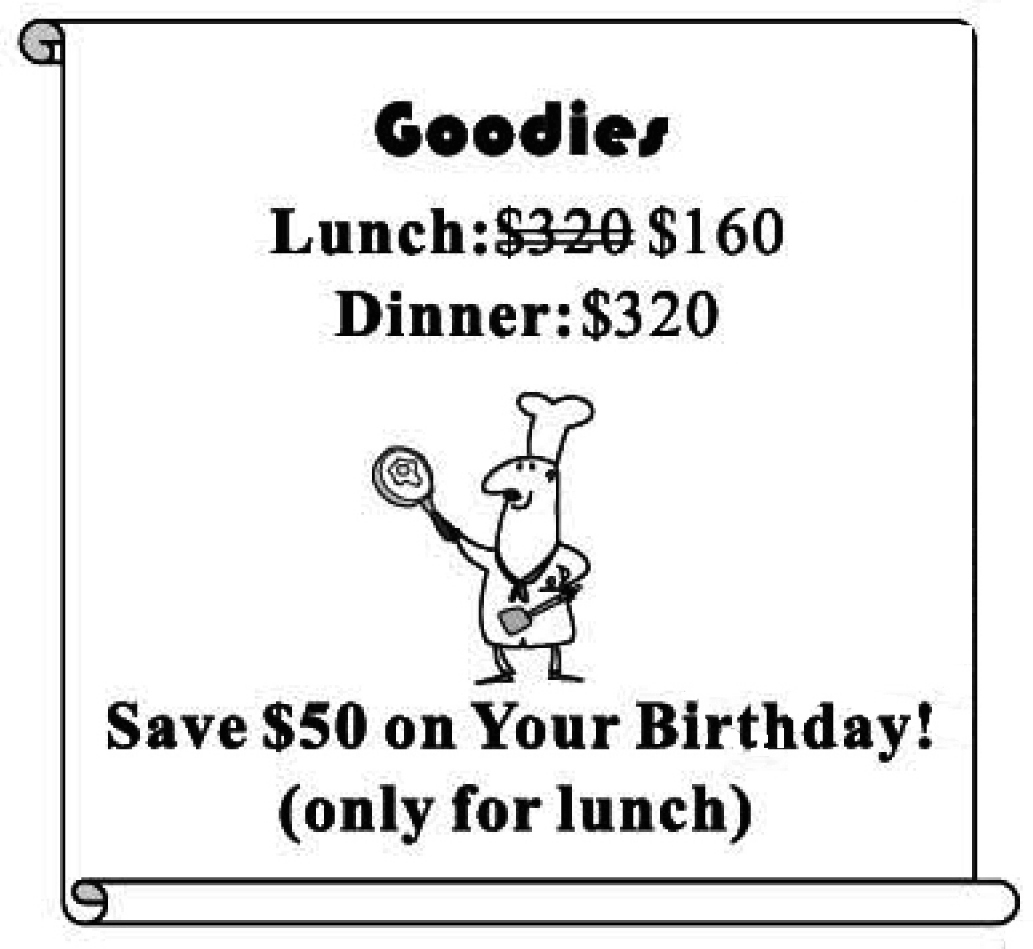 Goodies
Lunch:$320 $160
Dinner:$320
Save $50 on Your Birthday!
(only for lunch)